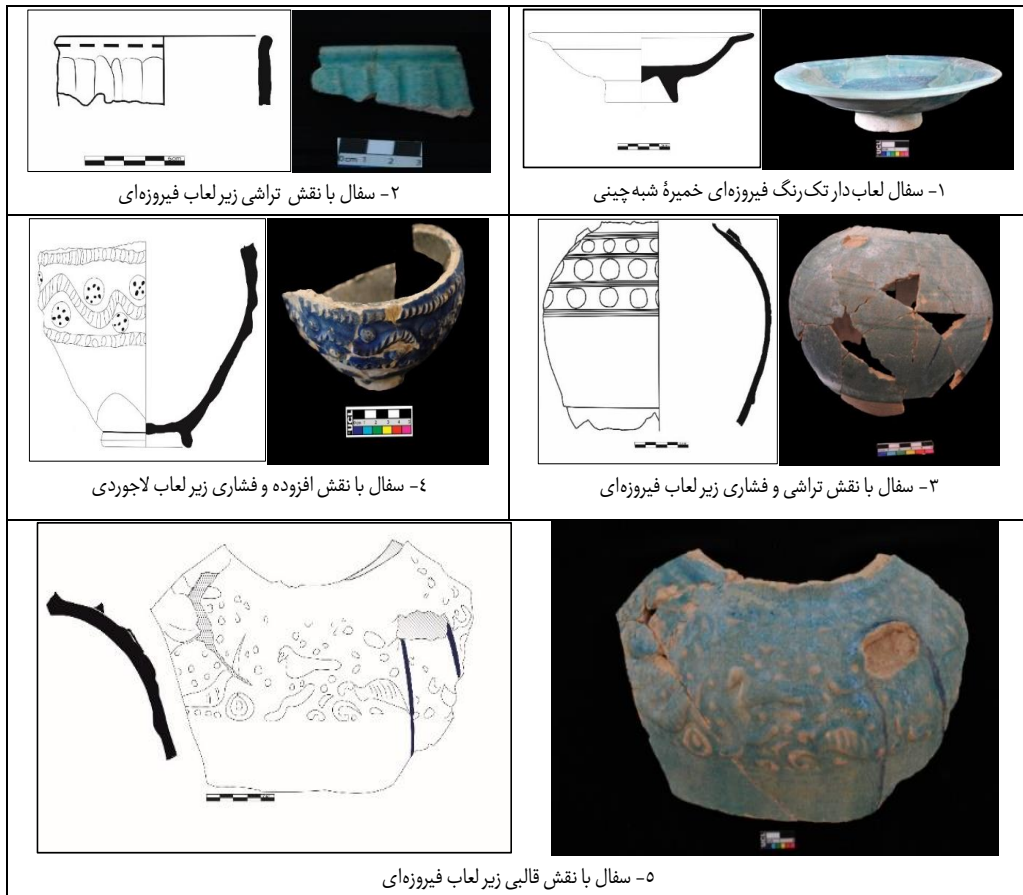 ۱- سفال لعاب‌دار تک‌رنگ فیروزه‌ای خمیرهٔ شبه‌چینی
۲- سفال با نقش تراشی زیر لعاب فیروزه‌ای
۳- سفال با نقش تراشی و فشاری زیر لعاب فیروزه‌ای
٤- سفال با نقش افزوده و فشاری زیر لعاب لاجوردی
٥- سفال با نقش قالبی زیر لعاب فیروزه‌ای